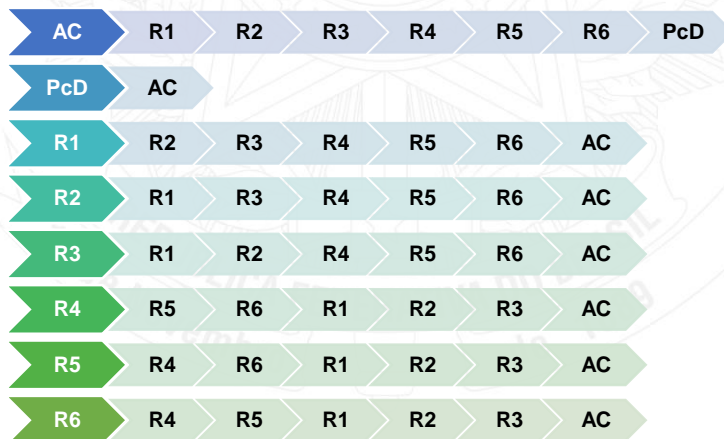 AC R1 R2 R3 R4 R5 R6 PcD
PcD AC
R1 R2 R3 R4 R5 R6 AC
R2 R1 R3 R4 R5 R6 AC
R3 R1 R2 R4 R5 R6 AC
R4 R5 R6 R1 R2 R3 AC
R5 R4 R6 R1 R2 R3 AC
R6 R4 R5 R1 R2 R3 AC